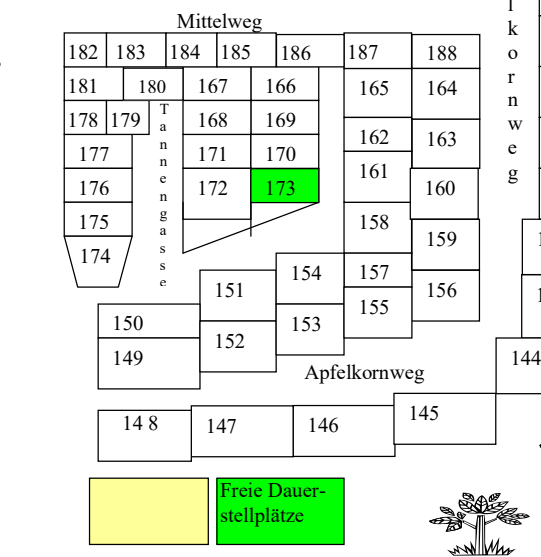 Mittelweg
182 183 184 185 186 187 188
181 180 167 166 165 164
178 179 168 169 162 163
177 171 170 161
176 172 173 160
175 158 159
174 154 157 156
151 155
150 152 153
149
Tannengasse
Apfelkornweg
lkornweg
144
14 8 147 146 145
Freie Dauer-
stellplätze